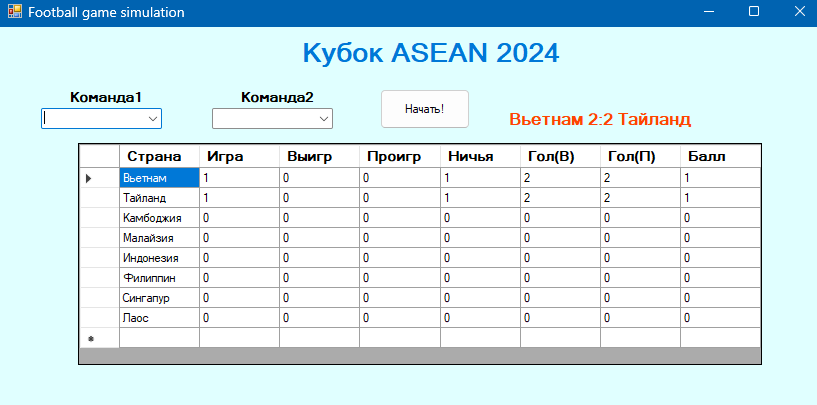 Football game simulation
Кубок ASEAN 2024
Команда1 Команда2 Начать!
Вьетнам 2:2 Тайланд
Страна Игра Выигр Проигр Ничья Гол(В) Гол(П) Балл
Вьетнам 1 0 0 1 2 2 1
Тайланд 1 0 0 1 2 2 1
Камбоджия 0 0 0 0 0 0 0
Малайзия 0 0 0 0 0 0 0
Индонезия 0 0 0 0 0 0 0
Филиппин 0 0 0 0 0 0 0
Сингапур 0 0 0 0 0 0 0
Лаос 0 0 0 0 0 0 0